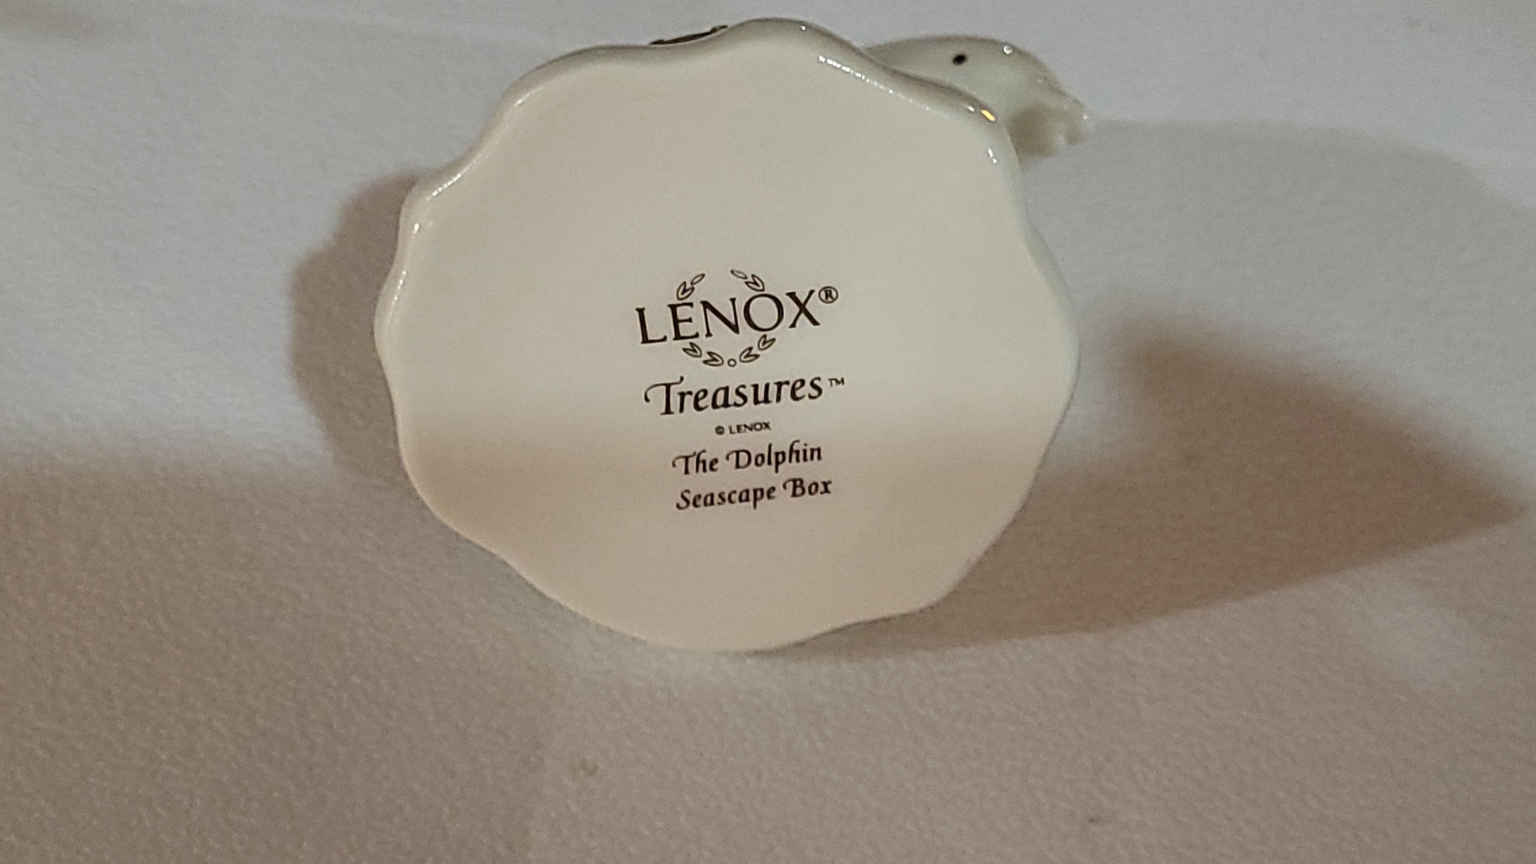 LENOX®
Treasures™
© LENOX
The Dolphin
Seascape Box